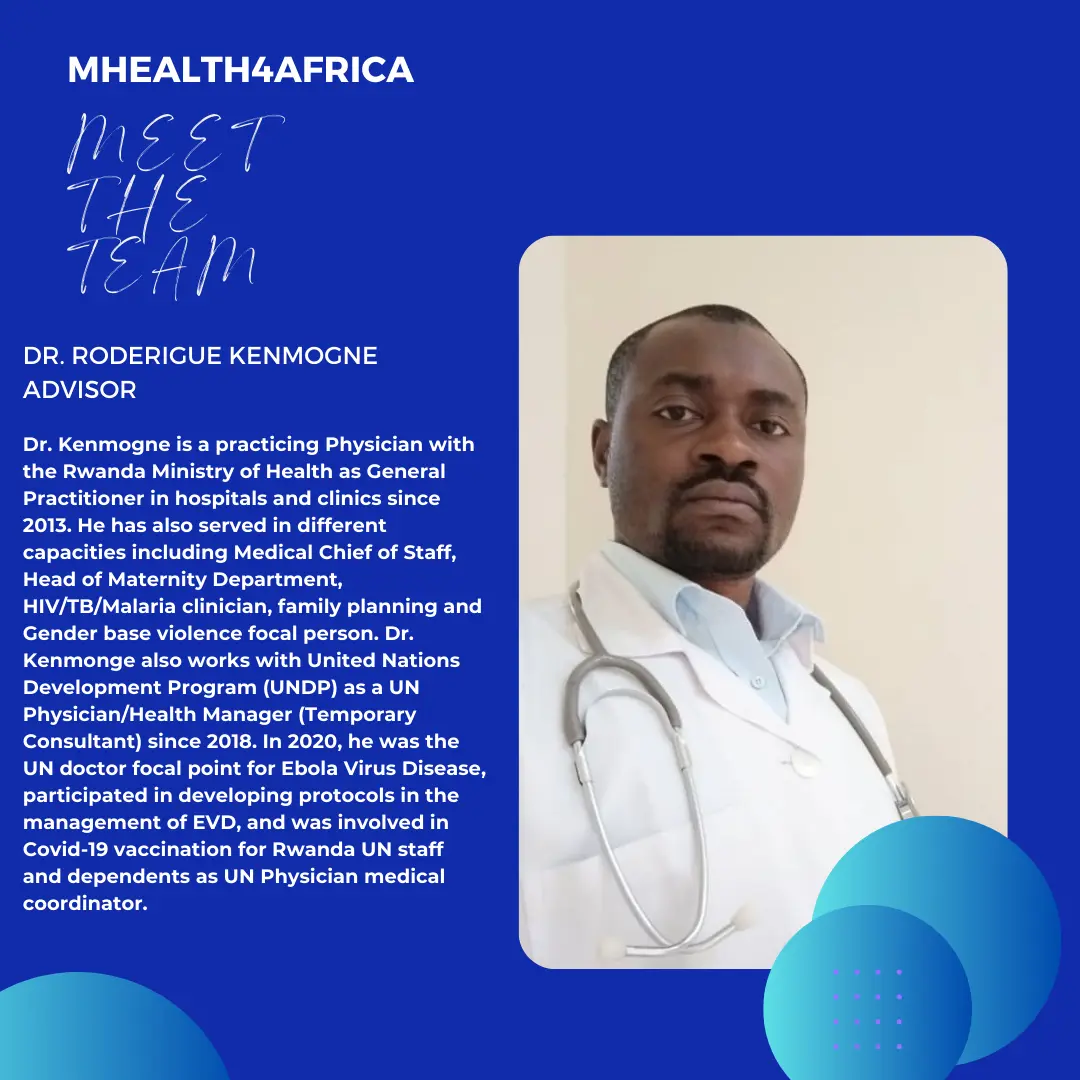 MHEALTH4AFRICA
MEET
THE
TEAM
DR. RODERIGUE KENMOGNE
ADVISOR
Dr. Kenmogne is a practicing Physician with
the Rwanda Ministry of Health as General
Practitioner in hospitals and clinics since
2013. He has also served in different
capacities including Medical Chief of Staff,
Head of Maternity Department,
HIV/TB/Malaria clinician, family planning and
Gender base violence focal person. Dr.
Kenmonge also works with United Nations
Development Program (UNDP) as a UN
Physician/Health Manager (Temporary
Consultant) since 2018. In 2020, he was the
UN doctor focal point for Ebola Virus Disease,
participated in developing protocols in the
management of EVD, and was involved in
Covid-19 vaccination for Rwanda UN staff
and dependents as UN Physician medical
coordinator.